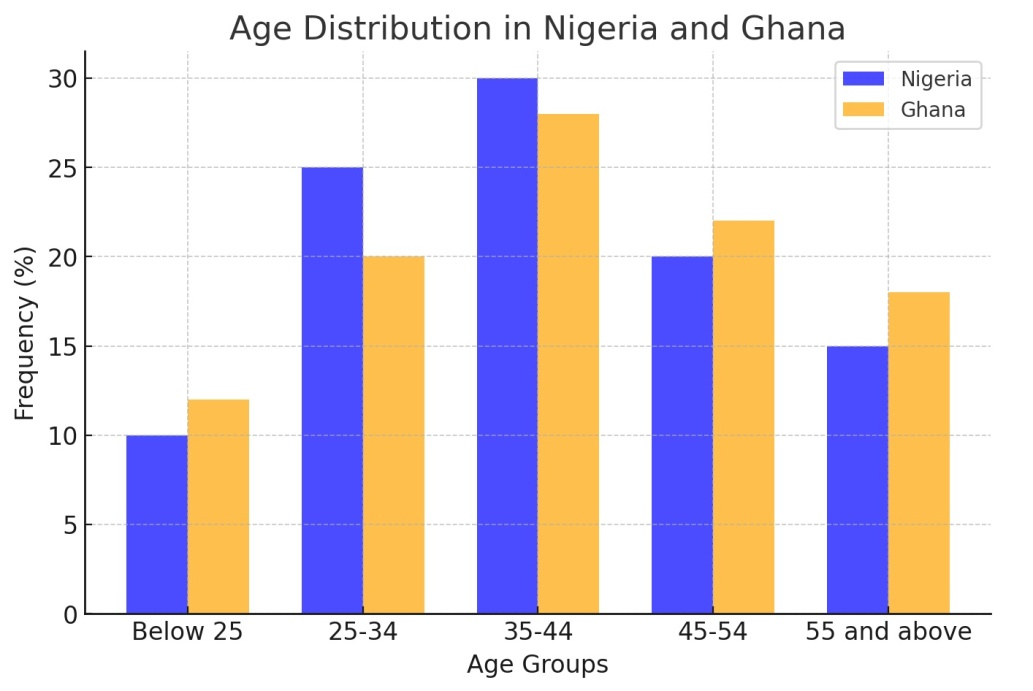 Age Distribution in Nigeria and Ghana
Nigeria
Ghana
Frequency (%)
30
25
20
15
10
5
0
Below 25 25-34 35-44 45-54 55 and above
Age Groups